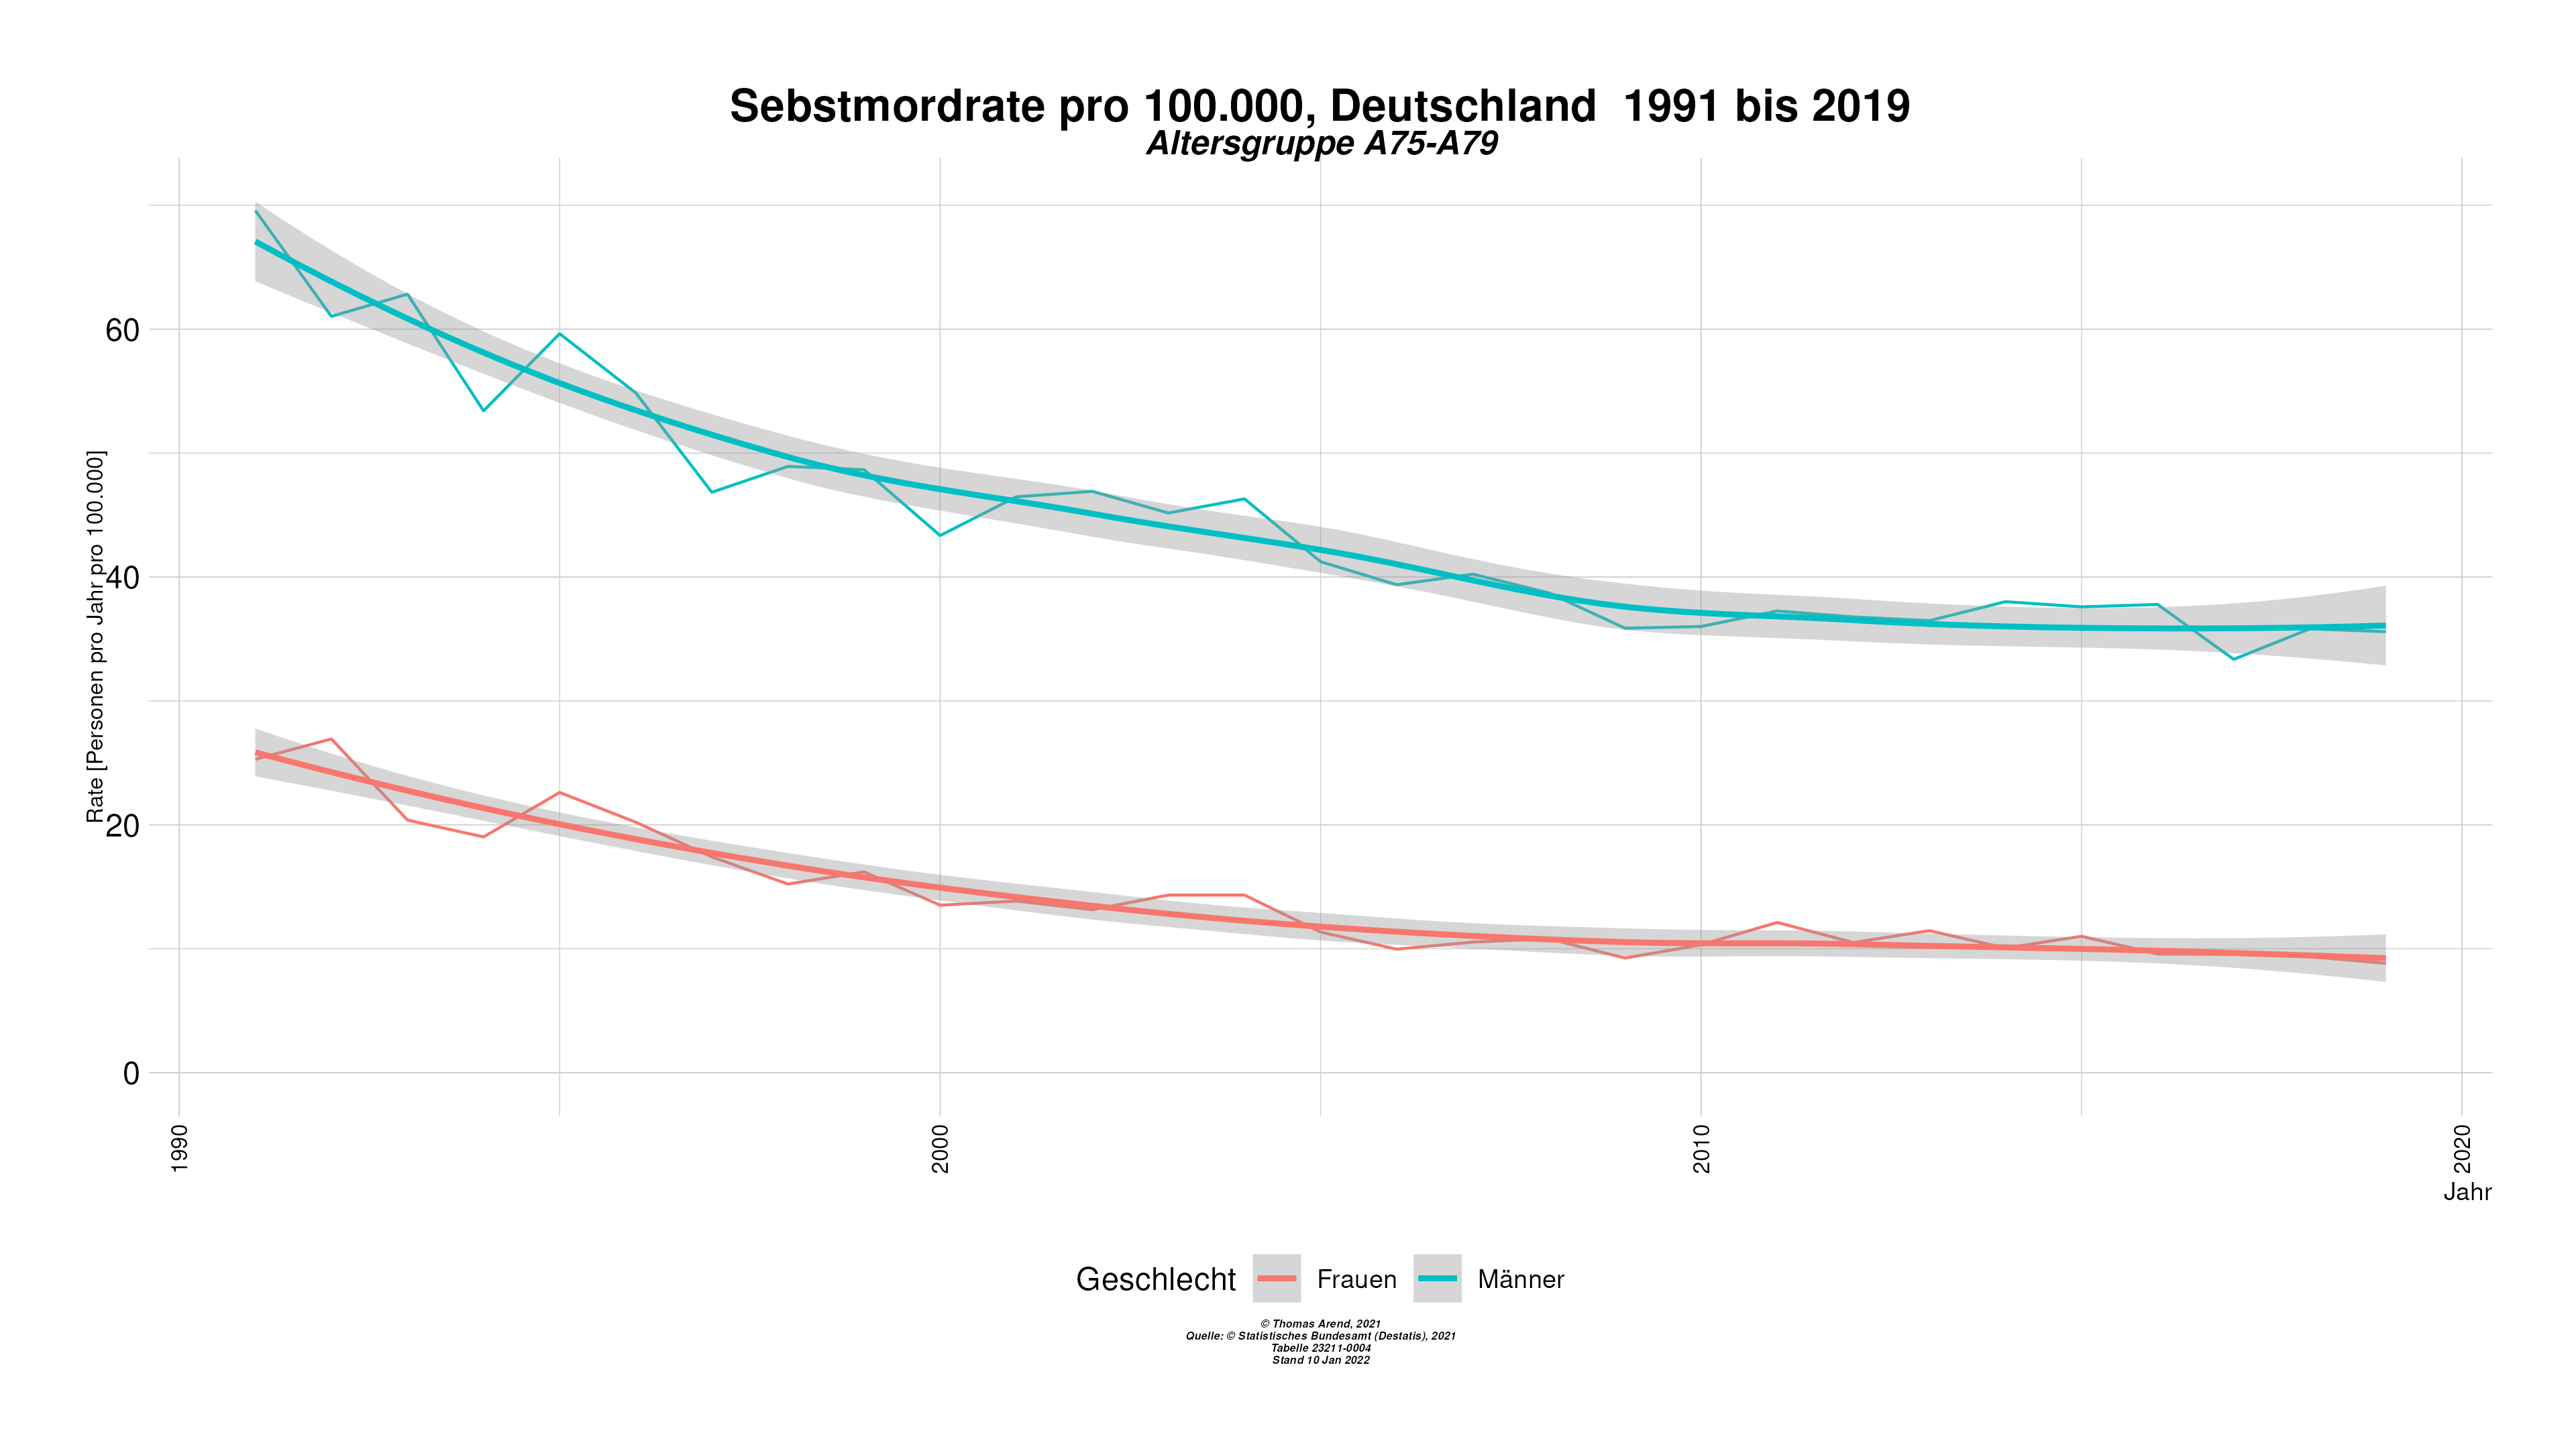 Sebstmordrate pro 100.000, Deutschland  1991 bis 2019
Altersgruppe A75-A79
Rate [Personen pro Jahr pro 100.000]
60
40
20
0
1990
2000
2010
2020
Jahr
Geschlecht Frauen Männer
© Thomas Arend, 2021
Quelle: © Statistisches Bundesamt (Destatis), 2021
Tabelle 23211-0004
Stand 10 Jan 2022